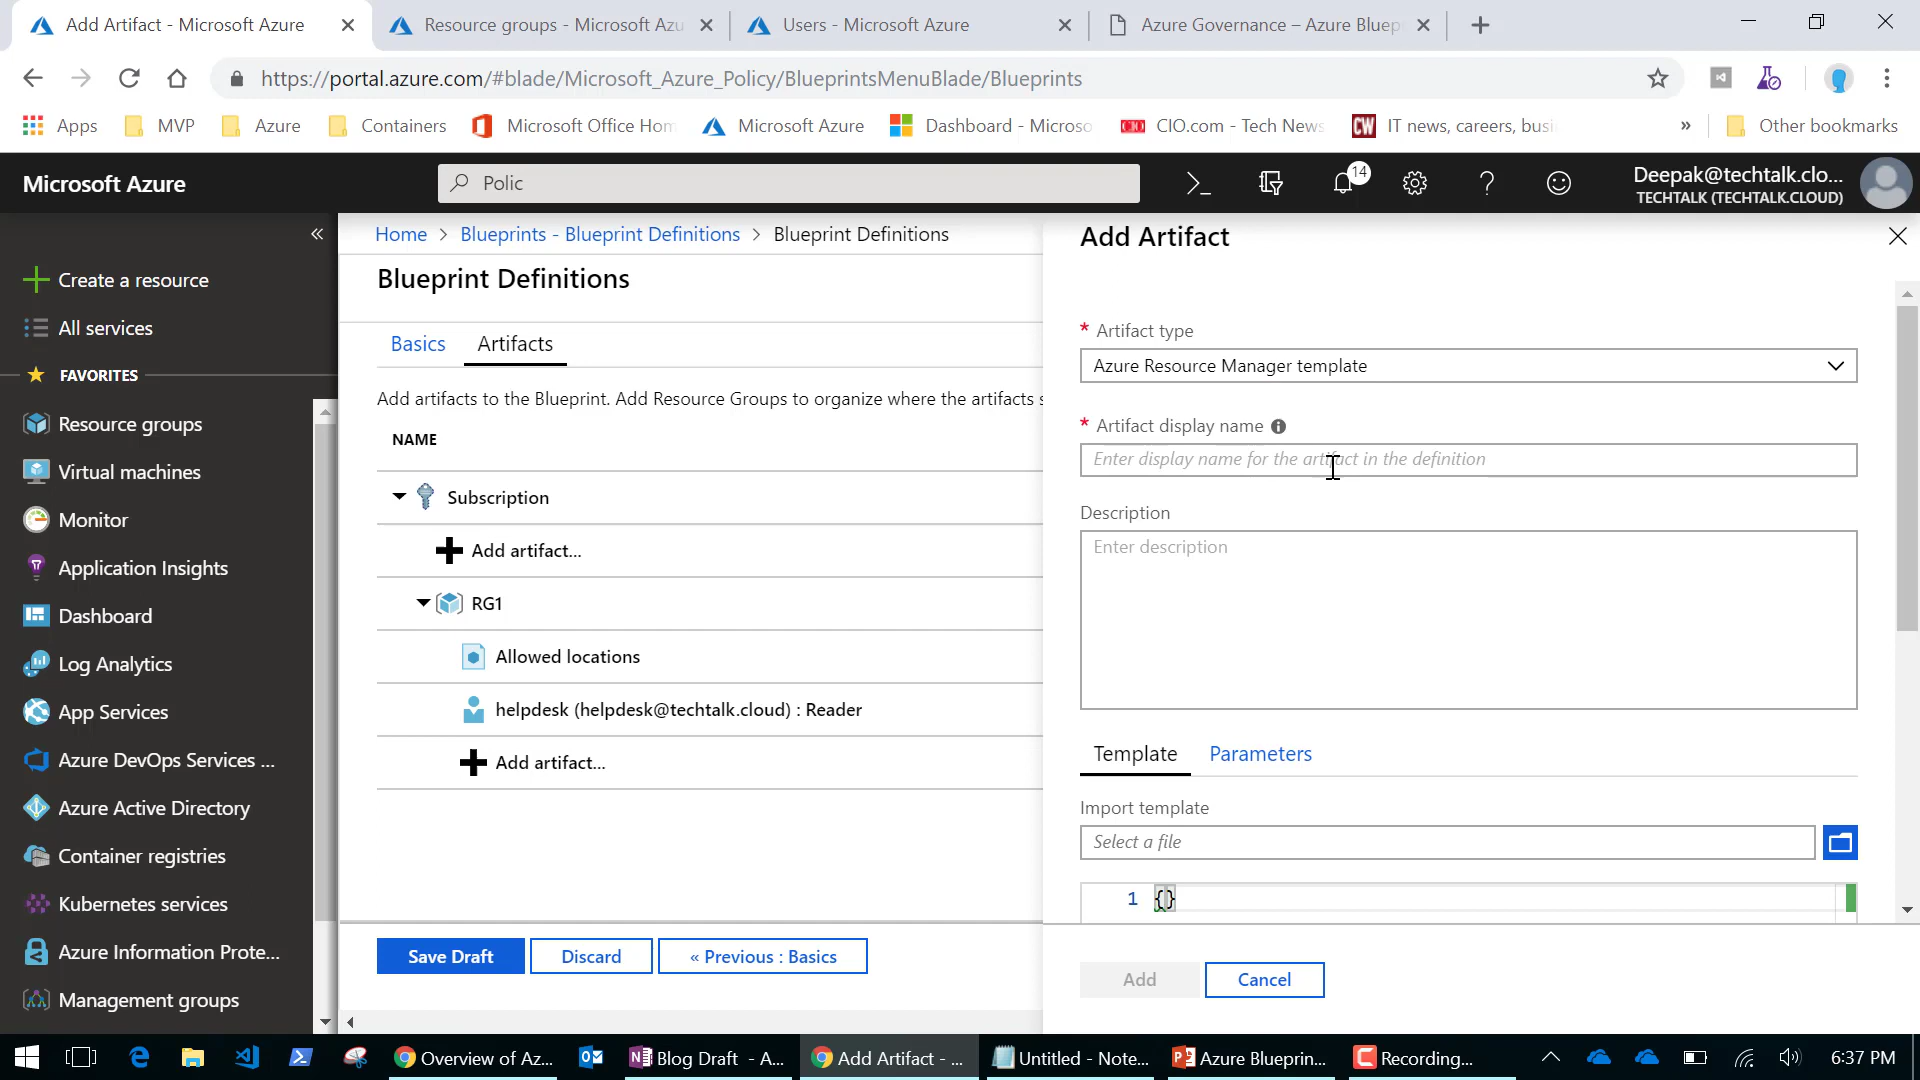 Add Artifact - Microsoft Azure
Resource groups - Microsoft Azu
Users - Microsoft Azure
Azure Governance – Azure Bluep
https://portal.azure.com/#blade/Microsoft_Azure_Policy/BlueprintsMenuBlade/Blueprints
Apps
MVP
Azure
Containers
Microsoft Office Hom
Microsoft Azure
Dashboard - Microso
CIO.com - Tech News
CW
IT news, careers, busi
»
Other bookmarks
Microsoft Azure
Polic
14
Deepak@techtalk.clo...
TECHTALK (TECHTALK.CLOUD)
«
Create a resource
All services
FAVORITES
Resource groups
Virtual machines
Monitor
Application Insights
Dashboard
Log Analytics
App Services
Azure DevOps Services ...
Azure Active Directory
Container registries
Kubernetes services
Azure Information Prote...
Management groups
Home > Blueprints - Blueprint Definitions > Blueprint Definitions
Blueprint Definitions
Basics
Artifacts
Add artifacts to the Blueprint. Add Resource Groups to organize where the artifacts s
NAME
Subscription
Add artifact...
RG1
Allowed locations
helpdesk (helpdesk@techtalk.cloud) : Reader
Add artifact...
Save Draft
Discard
« Previous : Basics
Add Artifact
* Artifact type
Azure Resource Manager template
* Artifact display name
Enter display name for the artifact in the definition
Description
Enter description
Template
Parameters
Import template
Select a file
1 {}
Add
Cancel
Overview of Az...
Blog Draft - A...
Add Artifact - ...
Untitled - Note...
Azure Blueprin...
Recording...
6:37 PM